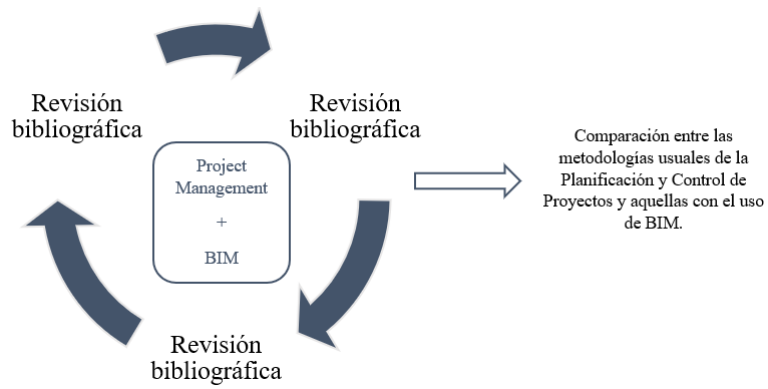 Revisión
bibliográfica
Revisión
bibliográfica
Project
Management
+
BIM
Comparación entre las
metodologías usuales de la
Planificación y Control de
Proyectos y aquellas con el uso
de BIM.
Revisión
bibliográfica